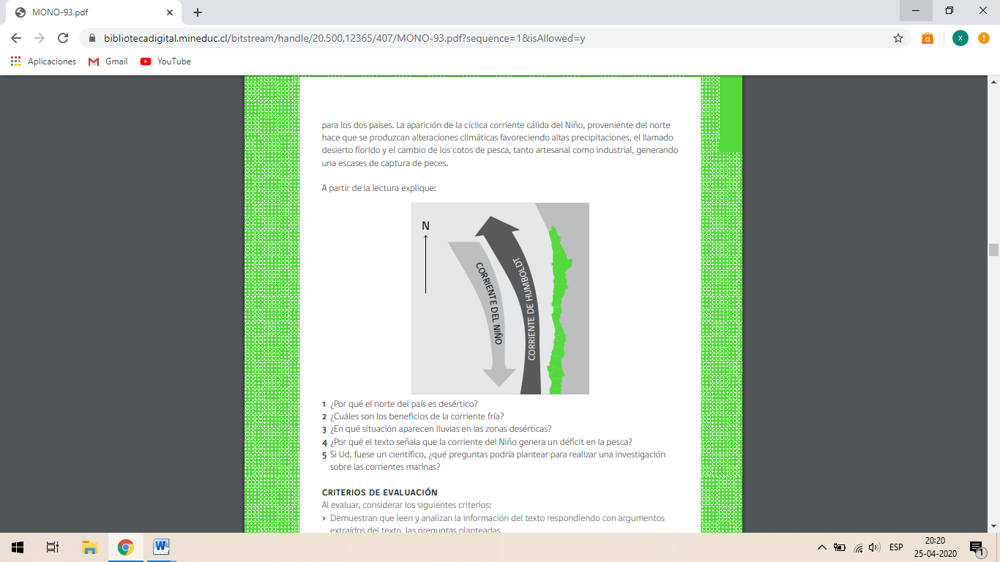 MONO-93.pdf
bibliotecadigital.mineduc.cl/bitstream/handle/20.500.12365/407/MONO-93.pdf?sequence=1&isAllowed=y
Aplicaciones Gmail YouTube
para los dos países. La aparición de la cíclica corriente cálida del Niño, proveniente del norte
hace que se produzcan alteraciones climáticas favoreciendo altas precipitaciones, el llamado
desierto florido y el cambio de los cotos de pesca, tanto artesanal como industrial, generando
una escases de captura de peces.
A partir de la lectura explique:
N
CORRIENTE DEL NIÑO
CORRIENTE DE HUMBOLDT
1 ¿Por qué el norte del país es desértico?
2 ¿Cuáles son los beneficios de la corriente fría?
3 ¿En qué situación aparecen lluvias en las zonas desérticas?
4 ¿Por qué el texto señala que la corriente del Niño genera un déficit en la pesca?
5 Si Ud. fuese un científico, ¿qué preguntas podría plantear para realizar una investigación
sobre las corrientes marinas?
CRITERIOS DE EVALUACIÓN
Al evaluar, considerar los siguientes criterios:
› Demuestran que leen y analizan la información del texto respondiendo con argumentos
extraídos del texto, las preguntas planteadas.
ESP
20:20
25-04-2020
1